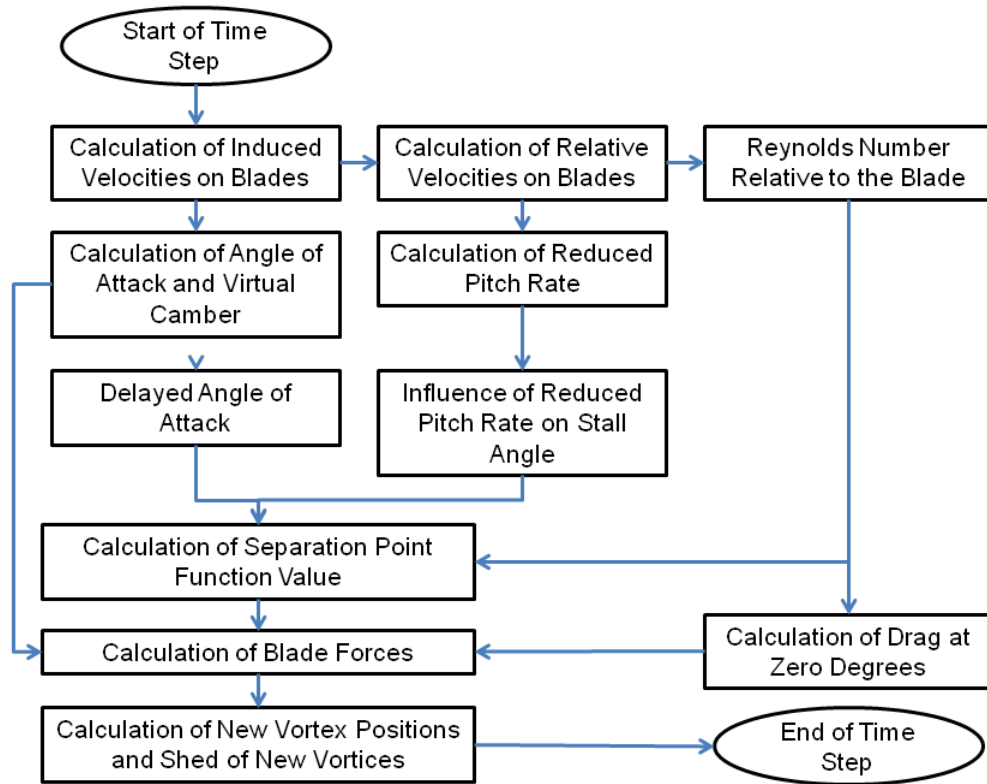 Start of Time
Step
Calculation of Induced
Velocities on Blades
Calculation of Relative
Velocities on Blades
Reynolds Number
Relative to the Blade
Calculation of Angle of
Attack and Virtual
Camber
Calculation of Reduced
Pitch Rate
Delayed Angle of
Attack
Influence of Reduced
Pitch Rate on Stall
Angle
Calculation of Separation Point
Function Value
Calculation of Blade Forces
Calculation of Drag at
Zero Degrees
Calculation of New Vortex Positions
and Shed of New Vortices
End of Time
Step